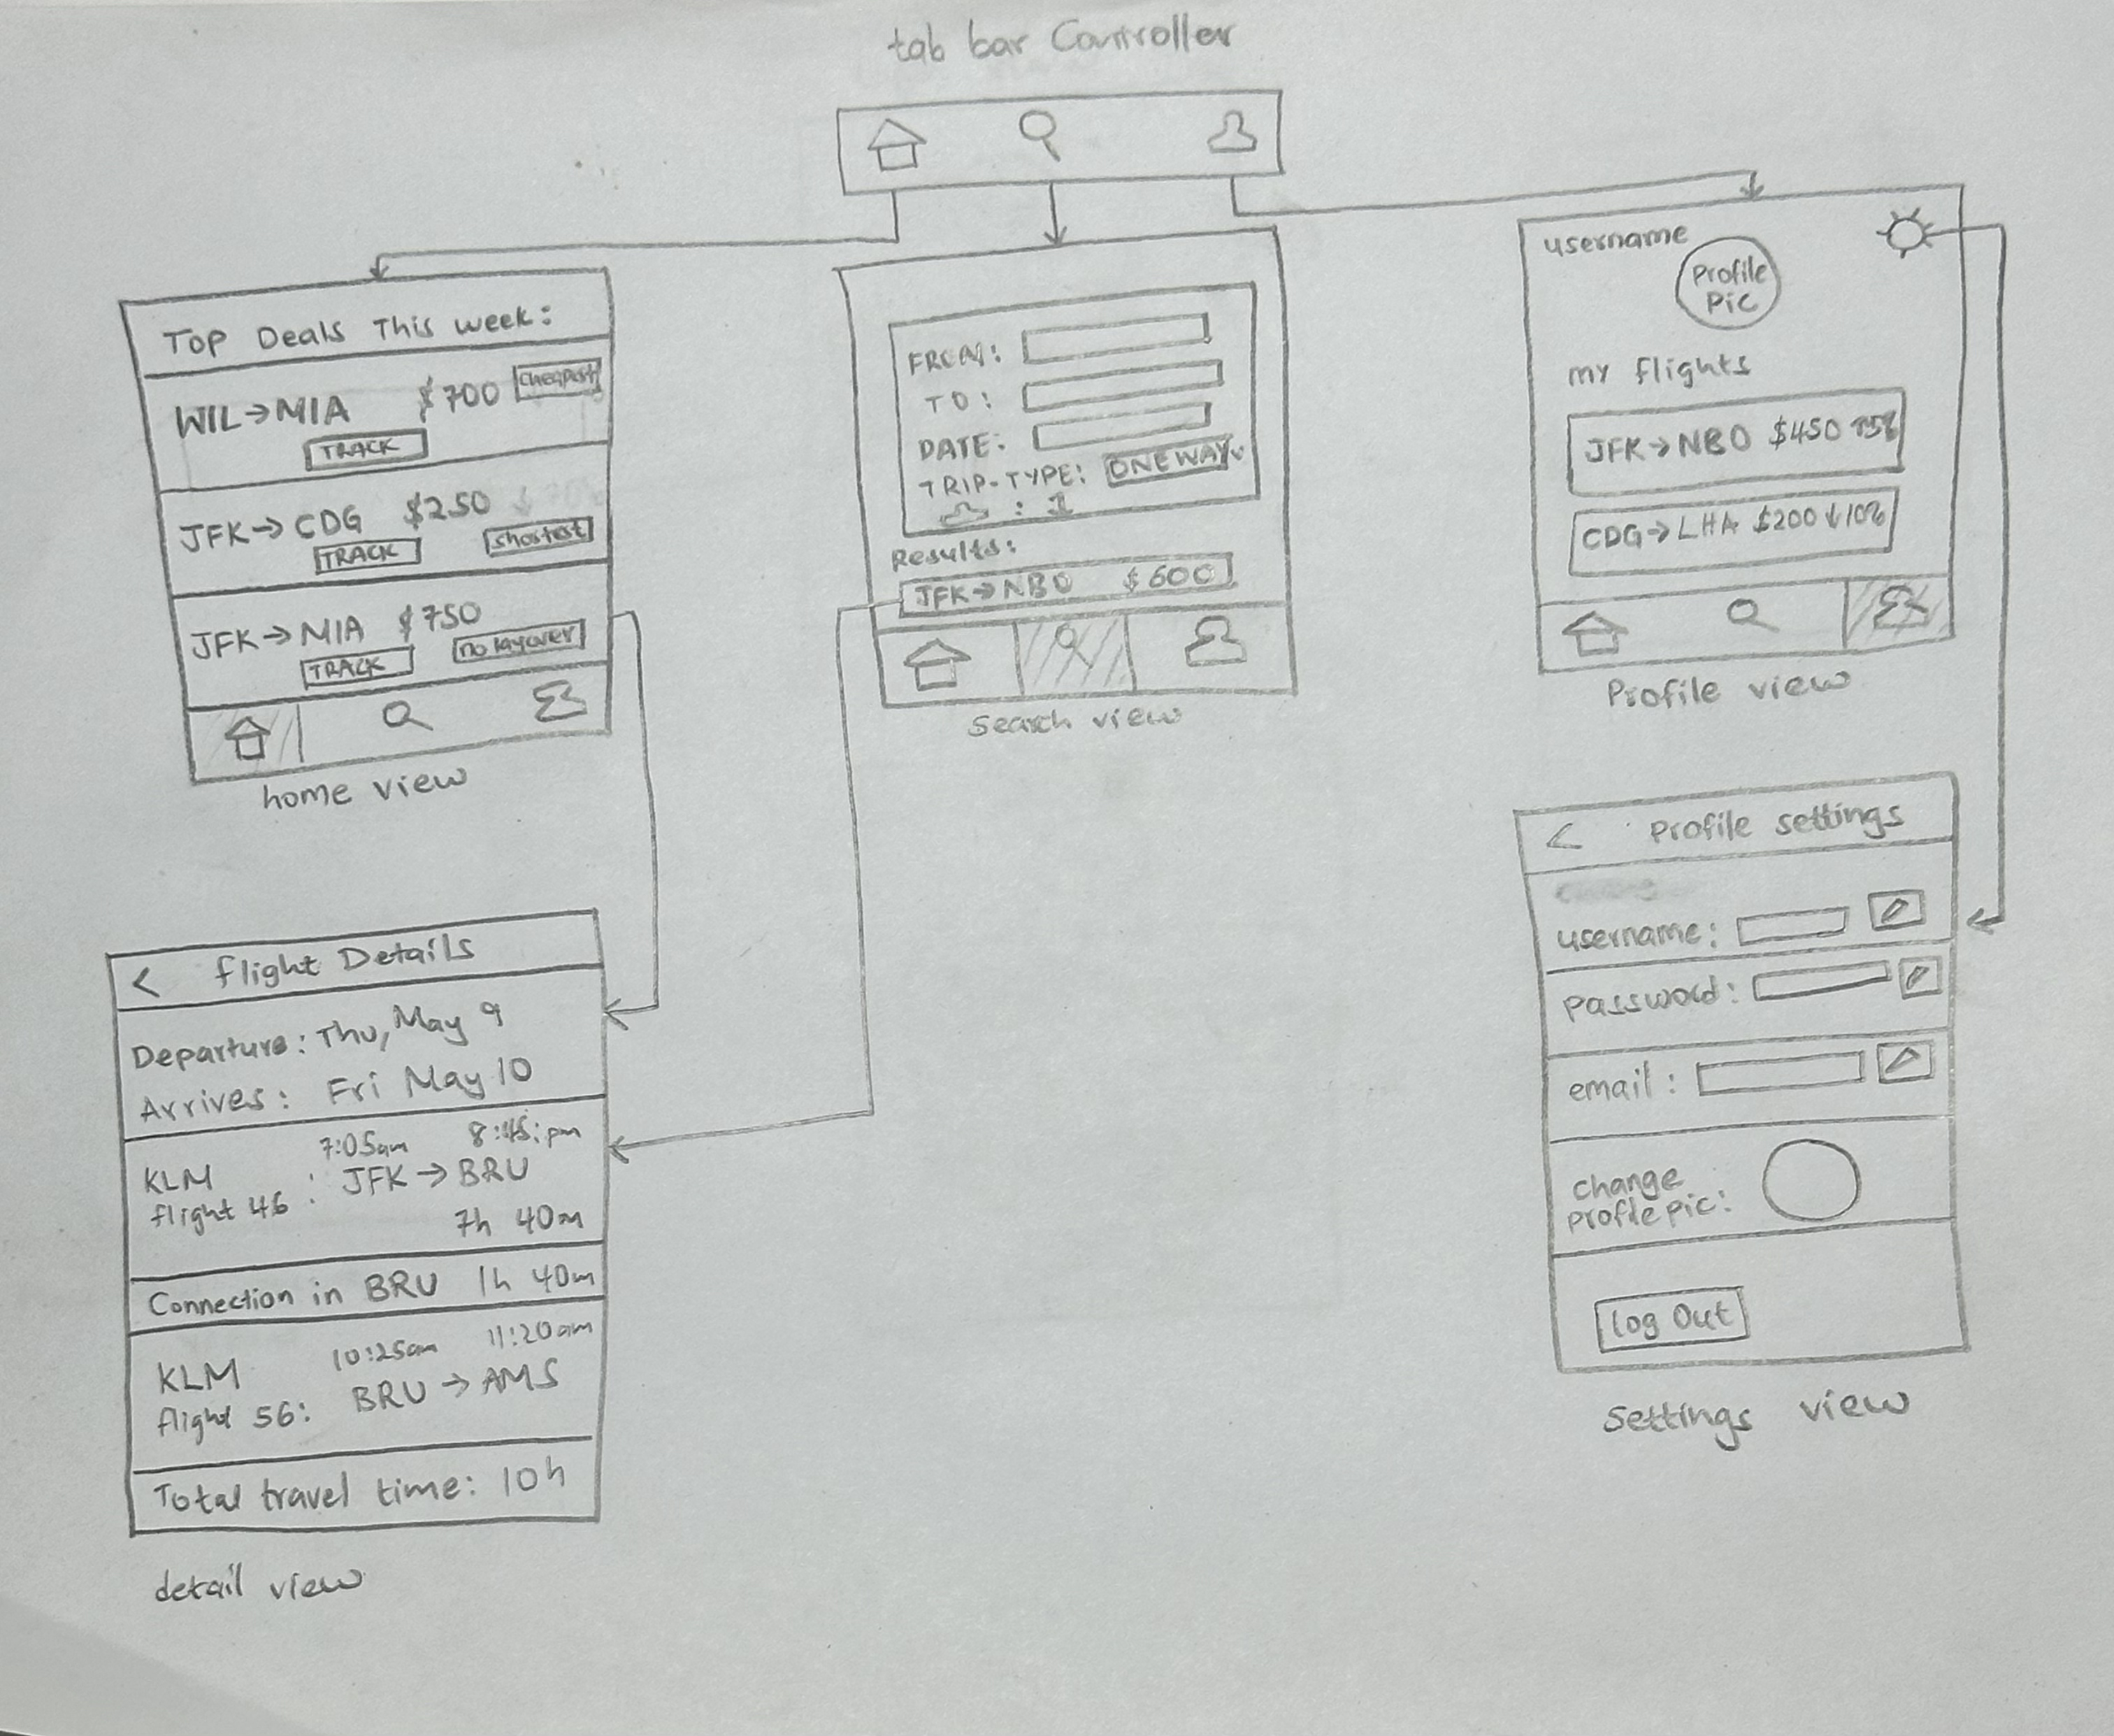 tab bar Controller
Top Deals This week:
WIL→MIA $700 cheapest
TRACK
JFK→CDG $250
TRACK shortest
JFK→MIA $750
TRACK no layover
home view
FROM:
TO:
DATE:
TRIP-TYPE: ONE WAY
: 1
Results:
JFK→NBO $600
Search view
username
Profile
Pic
my flights
JFK→NBO $450 ↑5%
CDG→LHA $200 ↓10%
Profile view
< flight Details
Departure: Thu, May 9
Arrives: Fri May 10
7:05am 8:45:pm
KLM
flight 46 : JFK→BRU
7h 40m
Connection in BRU 1h 40m
10:25am 11:20am
KLM
flight 56: BRU→AMS
Total travel time: 10h
detail view
< Profile settings
username:
password:
email:
change
profile pic:
log Out
Settings view